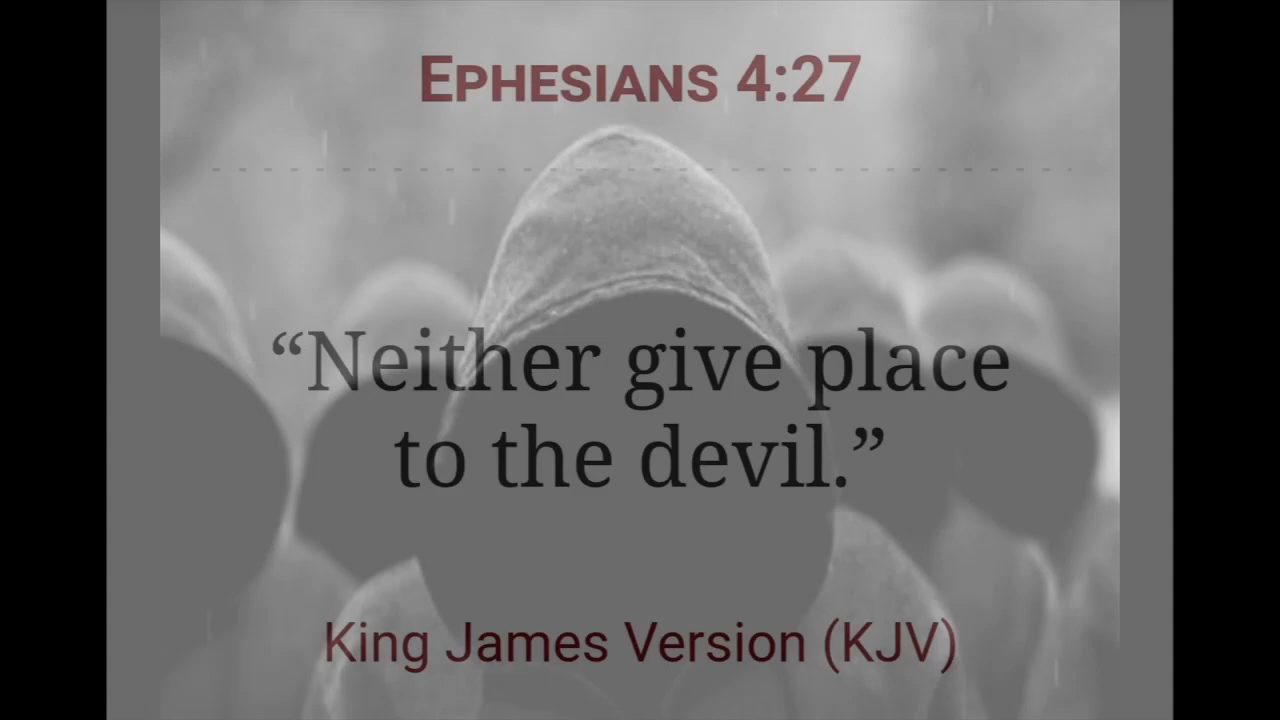 EPHESIANS 4:27
“Neither give place
to the devil.”
King James Version (KJV)